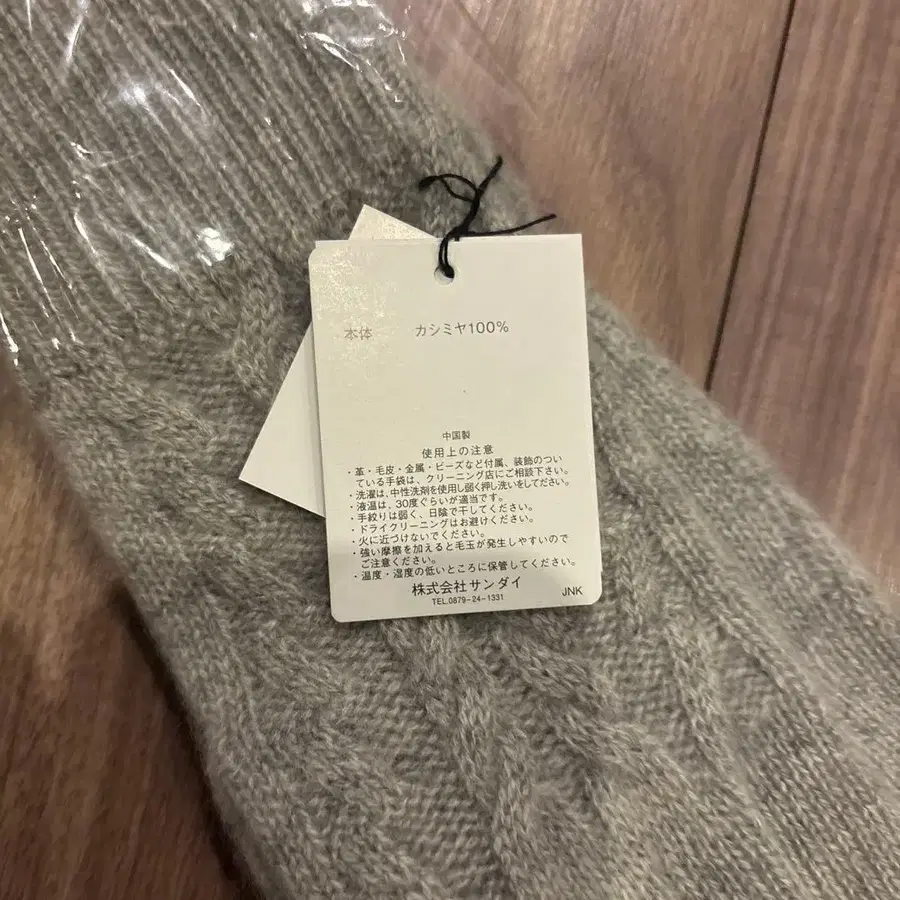 本体 カシミヤ100%
中国製
使用上の注意
・革・毛皮・金属・ビーズなど付属、装飾のつい
ている手袋は、クリーニング店にご相談下さい。
・洗濯は、中性洗剤を使用し弱く押し洗いをしてださい。
・液温は、30度ぐらいが適当です。
・手絞りは弱く、日陰で干してください。
・ドライクリーニングはお避けください。
・火に近づけないでください。
・強い摩擦を加えると毛玉が発生しやすいので
ご注意ください。
・温度・湿度の低いところに保管してください。
株式会社サンダイ
TEL.0879-24-1331
JNK